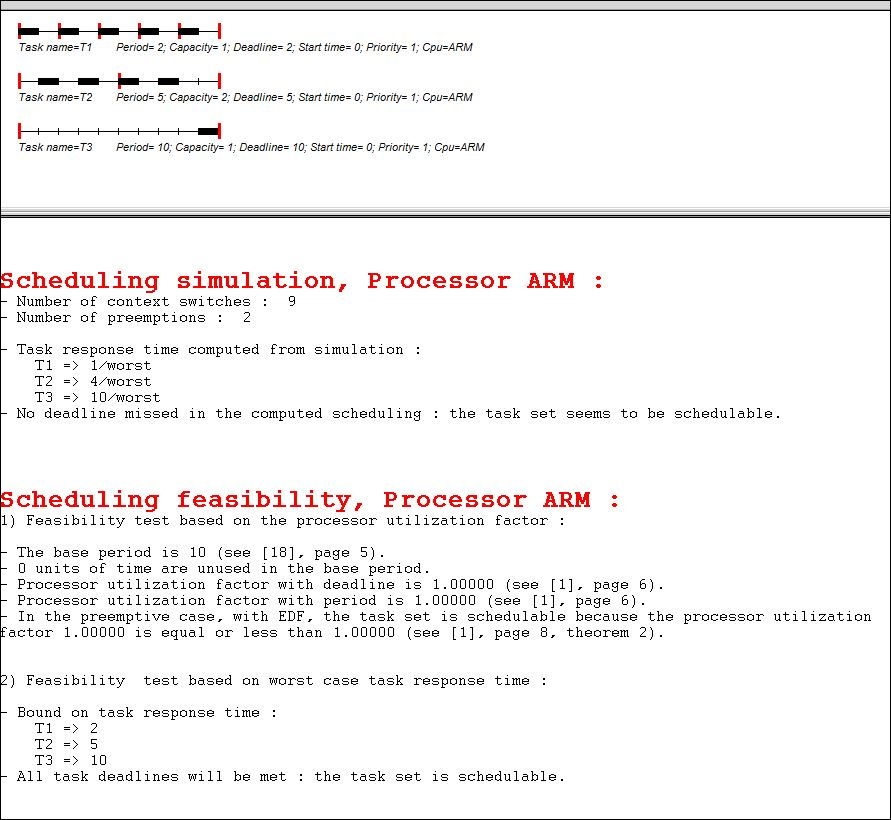 Task name=T1 Period= 2; Capacity= 1; Deadline= 2; Start time= 0; Priority= 1; Cpu=ARM
Task name=T2 Period= 5; Capacity= 2; Deadline= 5; Start time= 0; Priority= 1; Cpu=ARM
Task name=T3 Period= 10; Capacity= 1; Deadline= 10; Start time= 0; Priority= 1; Cpu=ARM
Scheduling simulation, Processor ARM :
- Number of context switches :  9
- Number of preemptions :  2
- Task response time computed from simulation :
T1 => 1/worst
T2 => 4/worst
T3 => 10/worst
- No deadline missed in the computed scheduling : the task set seems to be schedulable.
Scheduling feasibility, Processor ARM :
1) Feasibility test based on the processor utilization factor :
- The base period is 10 (see [18], page 5).
- 0 units of time are unused in the base period.
- Processor utilization factor with deadline is 1.00000 (see [1], page 6).
- Processor utilization factor with period is 1.00000 (see [1], page 6).
- In the preemptive case, with EDF, the task set is schedulable because the processor utilization
factor 1.00000 is equal or less than 1.00000 (see [1], page 8, theorem 2).
2) Feasibility  test based on worst case task response time :
- Bound on task response time :
T1 => 2
T2 => 5
T3 => 10
- All task deadlines will be met : the task set is schedulable.